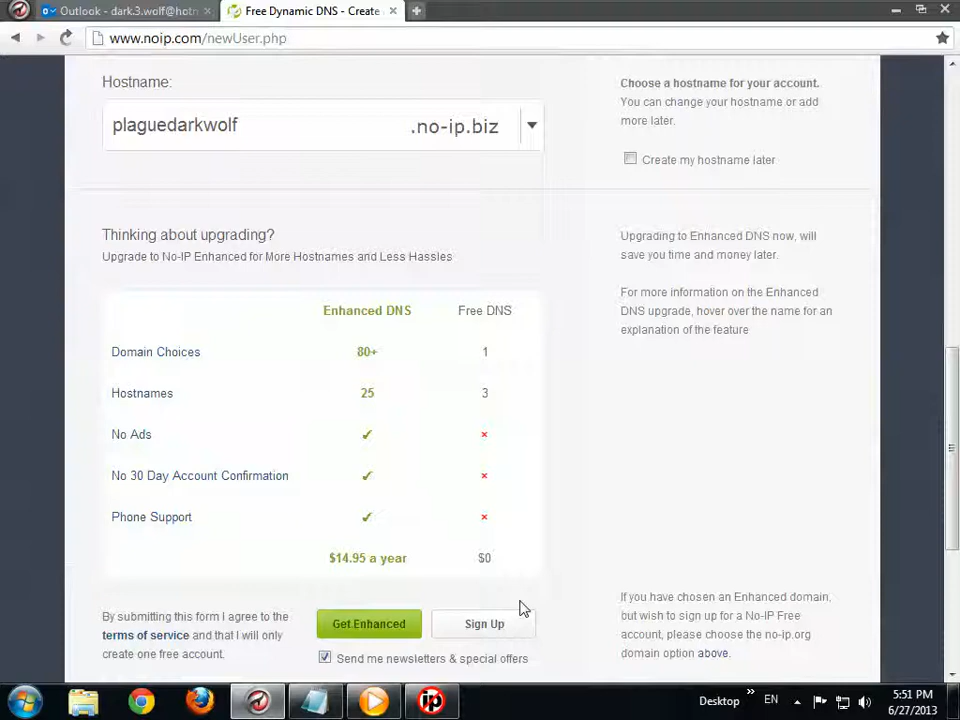 Outlook - dark.3.wolf@hotn
Free Dynamic DNS - Create
www.noip.com/newUser.php
Hostname:
plaguedarkwolf
.no-ip.biz
Choose a hostname for your account.
You can change your hostname or add
more later.
Create my hostname later
Thinking about upgrading?
Upgrade to No-IP Enhanced for More Hostnames and Less Hassles
Upgrading to Enhanced DNS now, will
save you time and money later.
For more information on the Enhanced
DNS upgrade, hover over the name for an
explanation of the feature
Enhanced DNS Free DNS
Domain Choices 80+ 1
Hostnames 25 3
No Ads ✓ ×
No 30 Day Account Confirmation ✓ ×
Phone Support ✓ ×
$14.95 a year $0
By submitting this form I agree to the
terms of service and that I will only
create one free account.
Get Enhanced
Sign Up
Send me newsletters & special offers
If you have chosen an Enhanced domain,
but wish to sign up for a No-IP Free
account, please choose the no-ip.org
domain option above.
ip
Desktop
EN
5:51 PM
6/27/2013